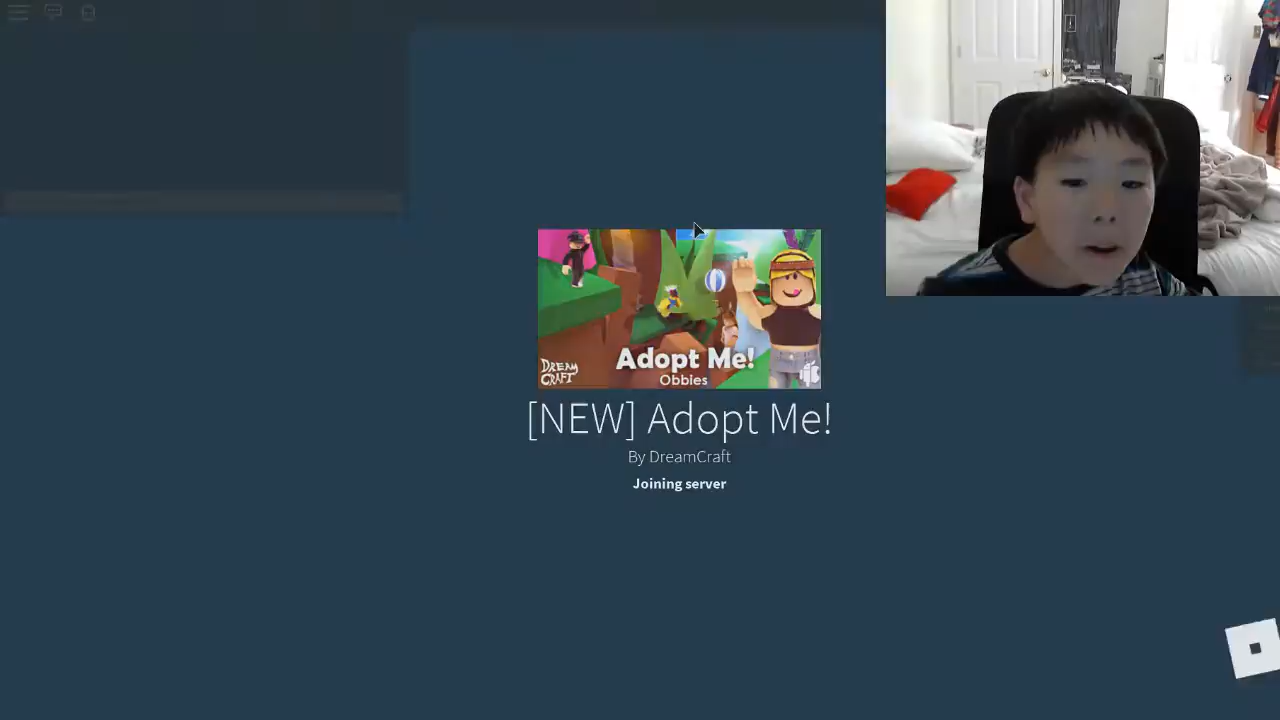 DREAM
CRAFT
Adopt Me!
Obbies
[NEW] Adopt Me!
By DreamCraft
Joining server